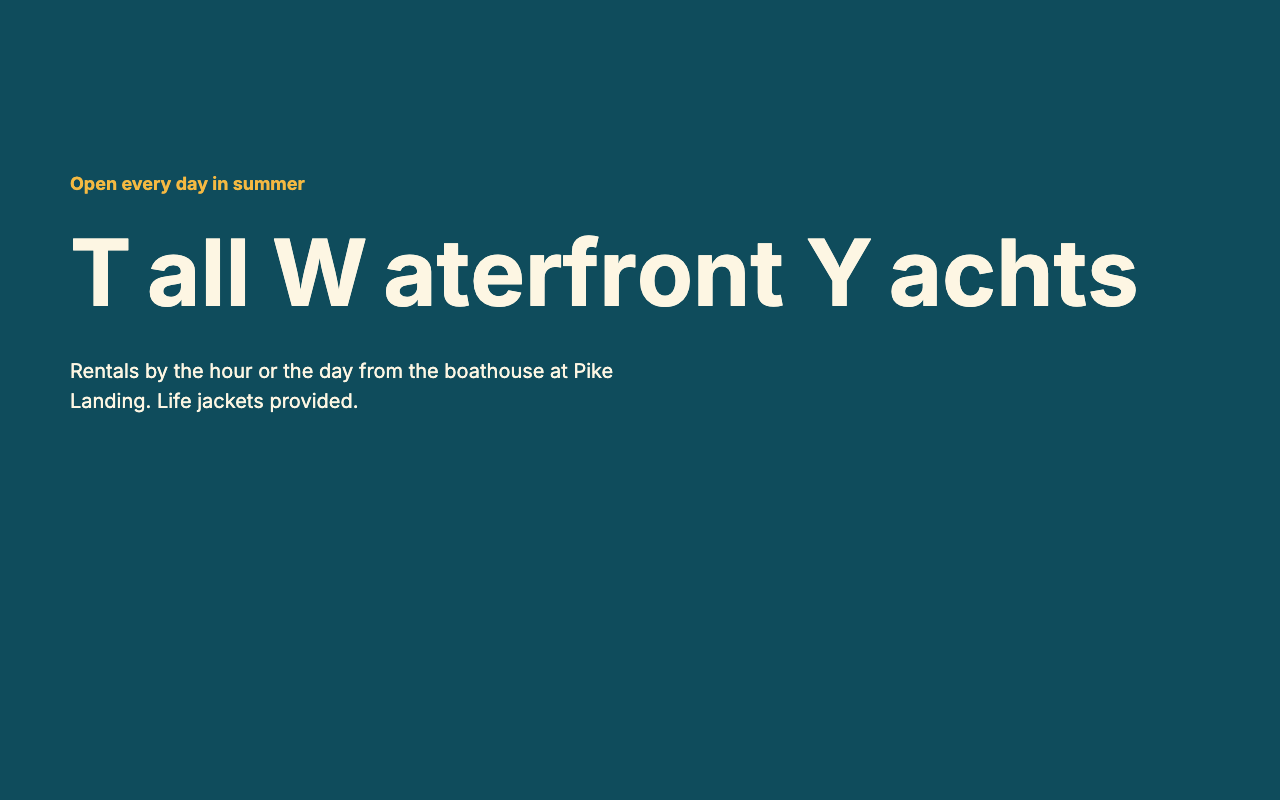 Open every day in summer
Tall Waterfront Yachts
Rentals by the hour or the day from the boathouse at Pike
Landing. Life jackets provided.